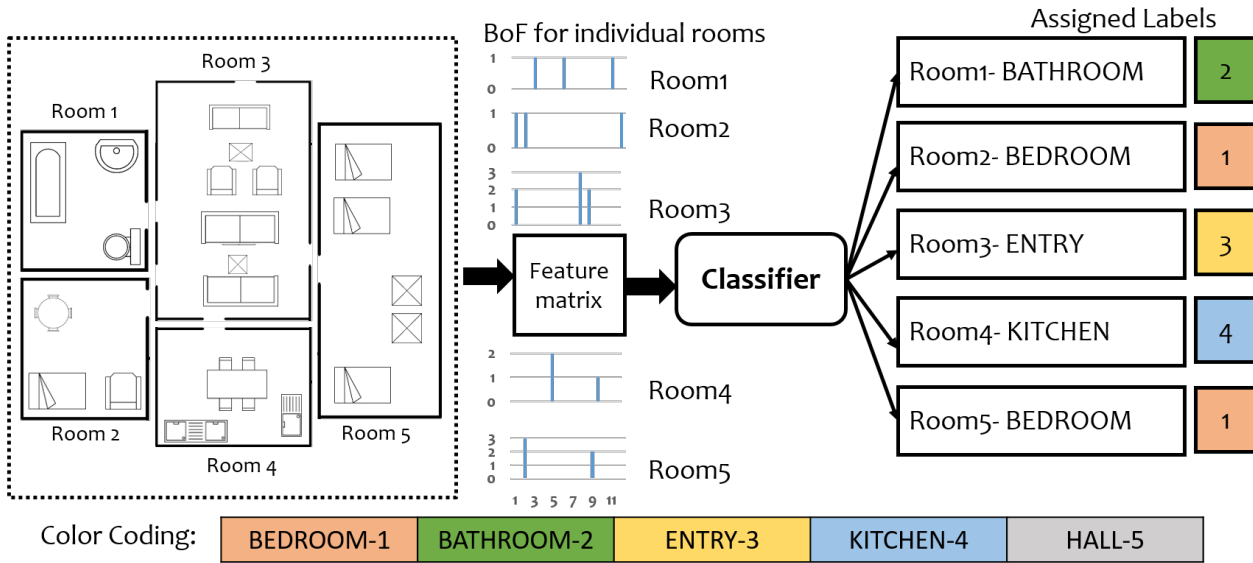 Assigned Labels
BoF for individual rooms
Room 3
Room 1
Room 2
Room 4
Room 5
1
0
Room1
1
0
Room2
3
2
1
0
Room3
Feature
matrix
Classifier
2
1
0
Room4
3
2
1
0
Room5
1 3 5 7 9 11
Room1- BATHROOM 2
Room2- BEDROOM 1
Room3- ENTRY 3
Room4- KITCHEN 4
Room5- BEDROOM 1
Color Coding: BEDROOM-1 BATHROOM-2 ENTRY-3 KITCHEN-4 HALL-5